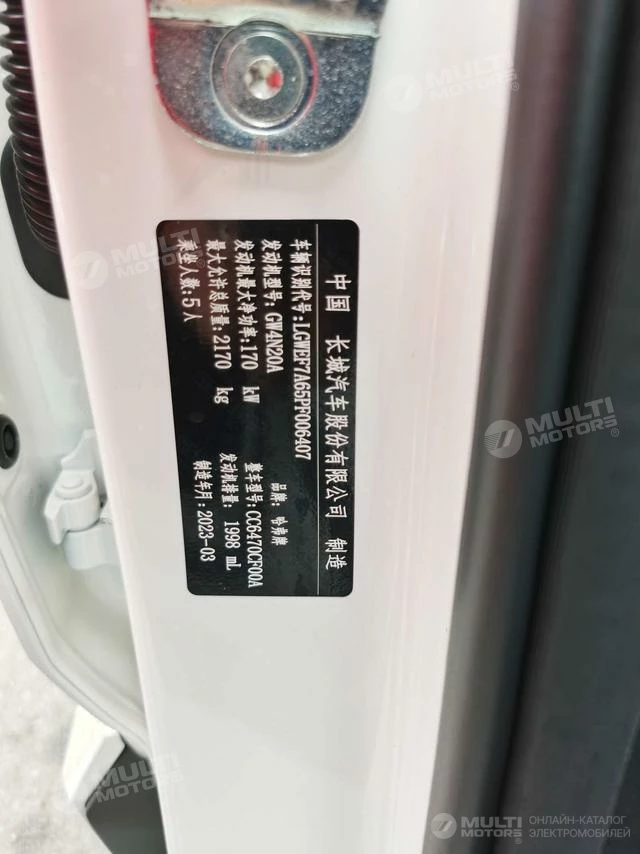 中国 长城汽车股份有限公司 制造
车辆识别代号:LGWEF7A65PF006407
品牌: 哈弗牌
发动机型号:GW4N20A
整车型号:CC6470CF00A
发动机最大净功率:170 kW
发动机排量: 1998 mL
最大允许总质量:2170 kg
制造年月:2023-03
乘坐人数:5人
MULTI MOTORS®
MULTI MOTORS®
MULTI MOTORS®
MULTI MOTORS
MULTI MOTORS®
ОНЛАЙН-КАТАЛОГ
ЭЛЕКТРОМОБИЛЕЙ